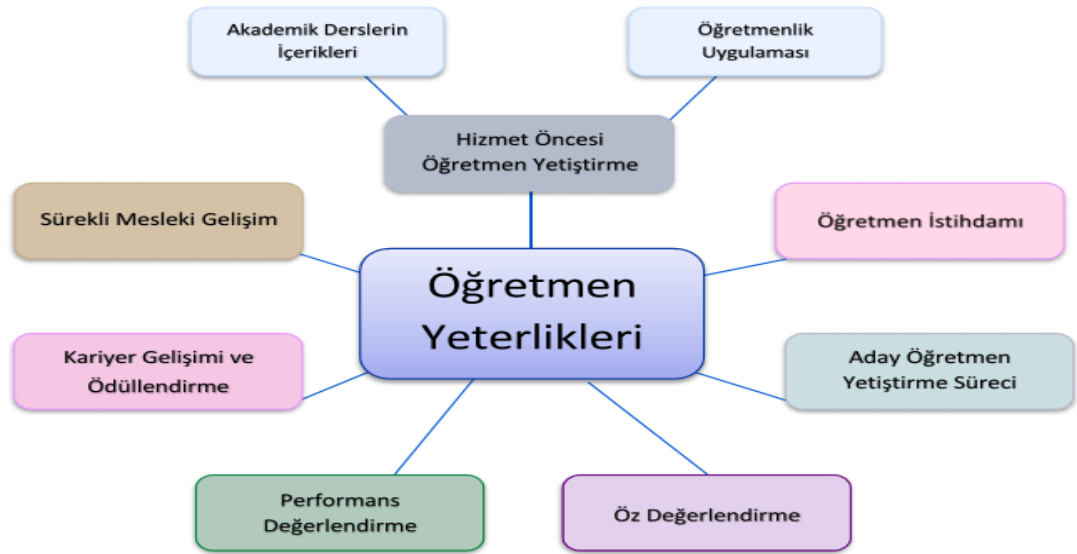 Akademik Derslerin
İçerikleri
Öğretmenlik
Uygulaması
Hizmet Öncesi
Öğretmen Yetiştirme
Sürekli Mesleki Gelişim
Öğretmen İstihdamı
Öğretmen
Yeterlikleri
Kariyer Gelişimi ve
Ödüllendirme
Aday Öğretmen
Yetiştirme Süreci
Performans
Değerlendirme
Öz Değerlendirme